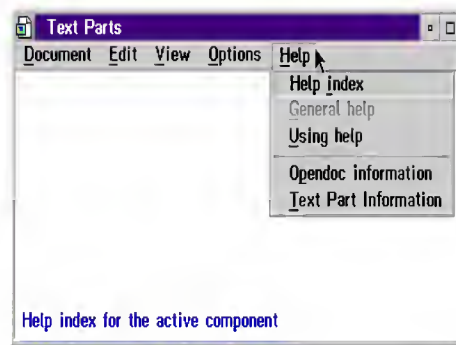 Text Parts
Document Edit View Options Help
Help index
General help
Using help
Opendoc information
Text Part Information
Help index for the active component